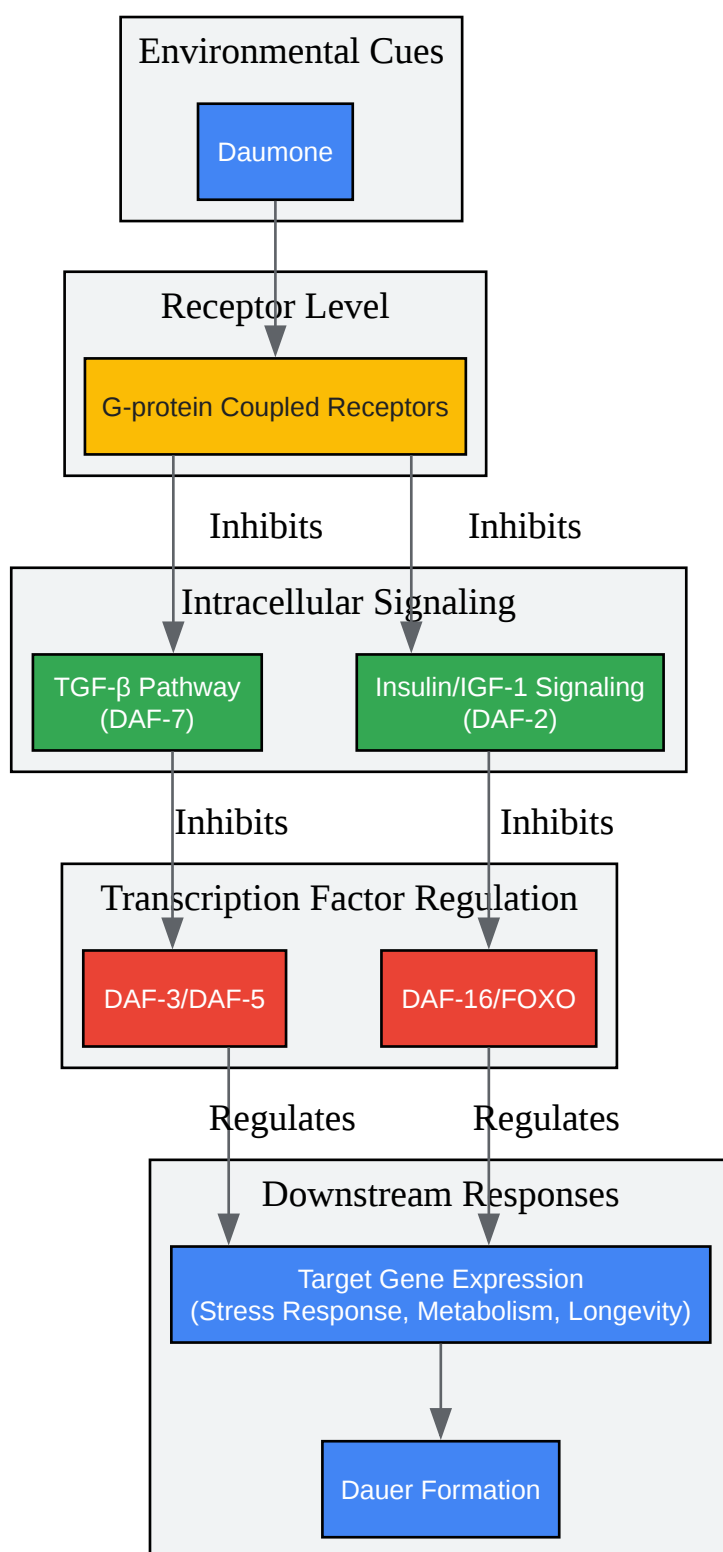 Environmental Cues
Daumone
Receptor Level
G-protein Coupled Receptors
Inhibits
Inhibits
Intracellular Signaling
TGF-β Pathway
(DAF-7)
Insulin/IGF-1 Signaling
(DAF-2)
Inhibits
Inhibits
Transcription Factor Regulation
DAF-3/DAF-5
DAF-16/FOXO
Regulates
Regulates
Downstream Responses
Target Gene Expression
(Stress Response, Metabolism, Longevity)
Dauer Formation